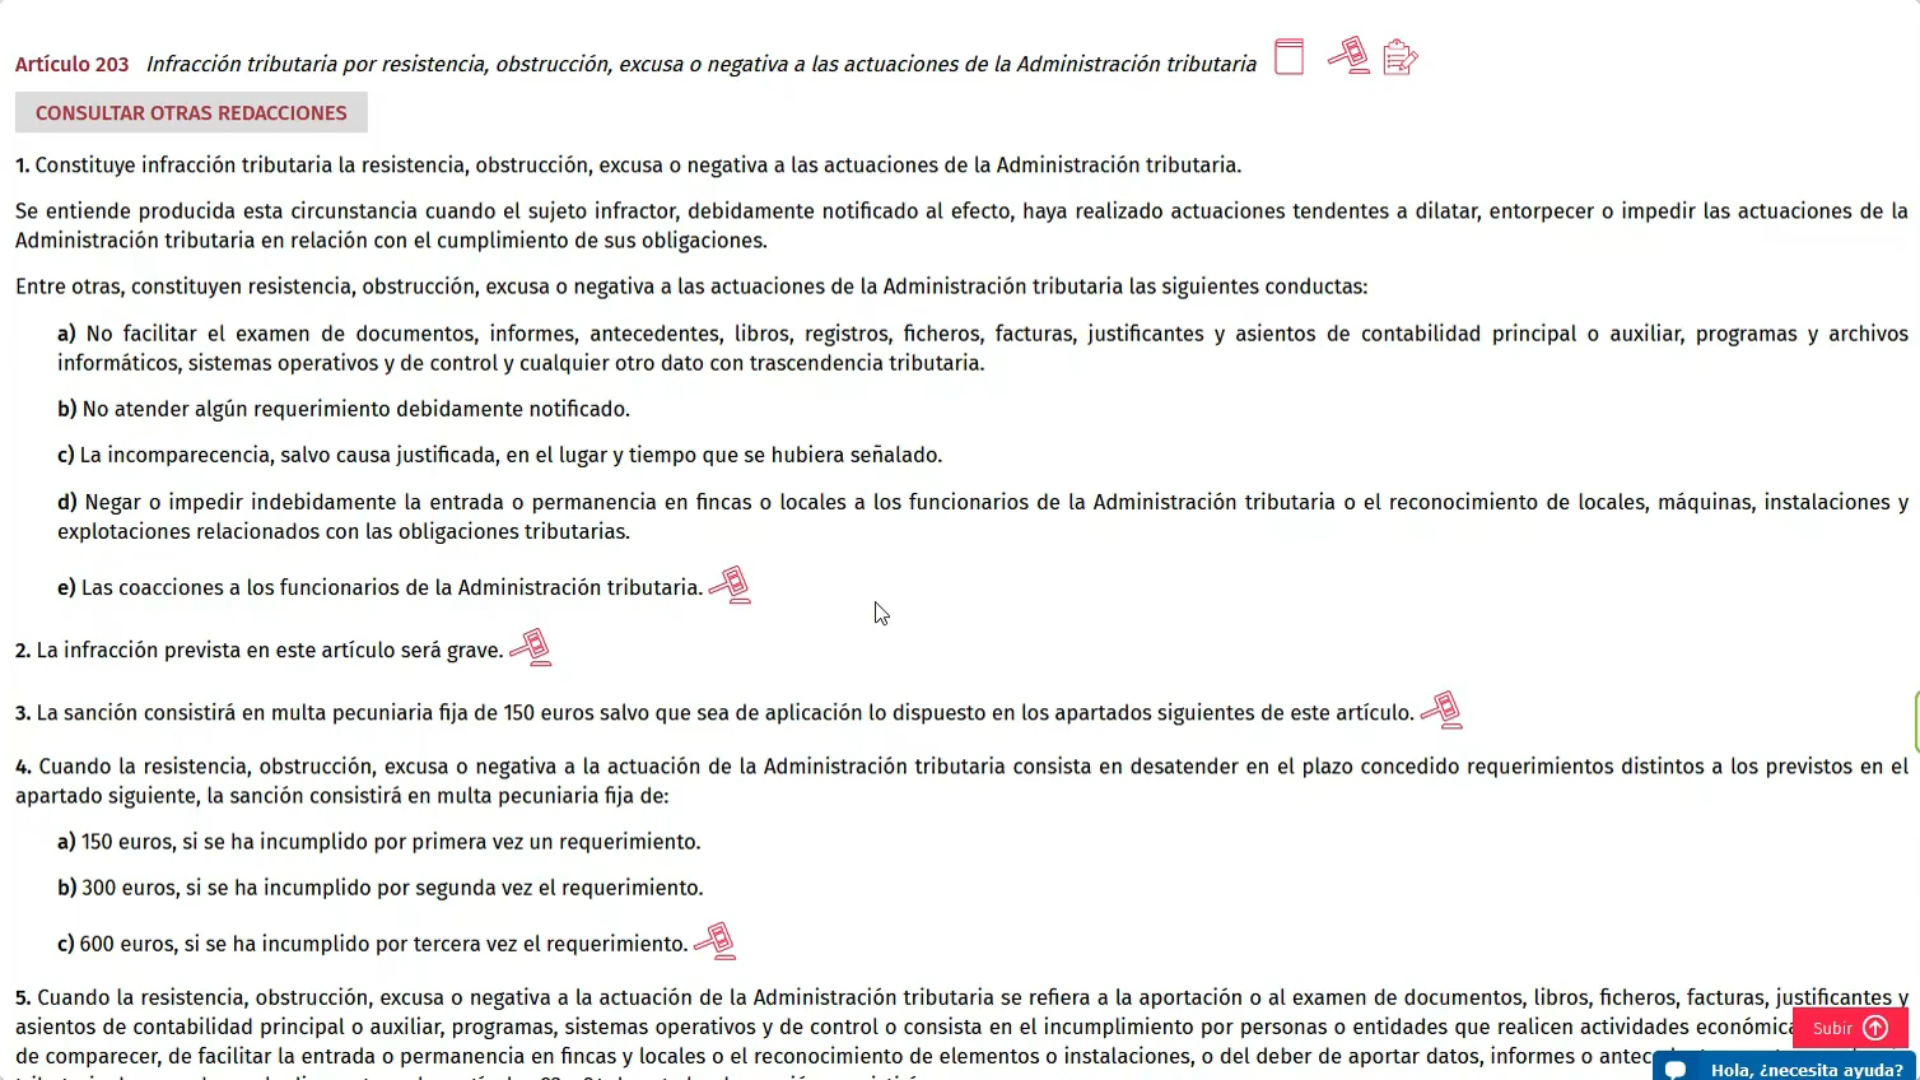 Artículo 203 Infracción tributaria por resistencia, obstrucción, excusa o negativa a las actuaciones de la Administración tributaria
CONSULTAR OTRAS REDACCIONES
1. Constituye infracción tributaria la resistencia, obstrucción, excusa o negativa a las actuaciones de la Administración tributaria.
Se entiende producida esta circunstancia cuando el sujeto infractor, debidamente notificado al efecto, haya realizado actuaciones tendentes a dilatar, entorpecer o impedir las actuaciones de la
Administración tributaria en relación con el cumplimiento de sus obligaciones.
Entre otras, constituyen resistencia, obstrucción, excusa o negativa a las actuaciones de la Administración tributaria las siguientes conductas:
a) No facilitar el examen de documentos, informes, antecedentes, libros, registros, ficheros, facturas, justificantes y asientos de contabilidad principal o auxiliar, programas y archivos
informáticos, sistemas operativos y de control y cualquier otro dato con trascendencia tributaria.
b) No atender algún requerimiento debidamente notificado.
c) La incomparecencia, salvo causa justificada, en el lugar y tiempo que se hubiera señalado.
d) Negar o impedir indebidamente la entrada o permanencia en fincas o locales a los funcionarios de la Administración tributaria o el reconocimiento de locales, máquinas, instalaciones y
explotaciones relacionados con las obligaciones tributarias.
e) Las coacciones a los funcionarios de la Administración tributaria.
2. La infracción prevista en este artículo será grave.
3. La sanción consistirá en multa pecuniaria fija de 150 euros salvo que sea de aplicación lo dispuesto en los apartados siguientes de este artículo.
4. Cuando la resistencia, obstrucción, excusa o negativa a la actuación de la Administración tributaria consista en desatender en el plazo concedido requerimientos distintos a los previstos en el
apartado siguiente, la sanción consistirá en multa pecuniaria fija de:
a) 150 euros, si se ha incumplido por primera vez un requerimiento.
b) 300 euros, si se ha incumplido por segunda vez el requerimiento.
c) 600 euros, si se ha incumplido por tercera vez el requerimiento.
5. Cuando la resistencia, obstrucción, excusa o negativa a la actuación de la Administración tributaria se refiera a la aportación o al examen de documentos, libros, ficheros, facturas, justificantes y
asientos de contabilidad principal o auxiliar, programas, sistemas operativos y de control o consista en el incumplimiento por personas o entidades que realicen actividades económica
de comparecer, de facilitar la entrada o permanencia en fincas y locales o el reconocimiento de elementos o instalaciones, o del deber de aportar datos, informes o antec
Subir
Hola, ¿necesita ayuda?